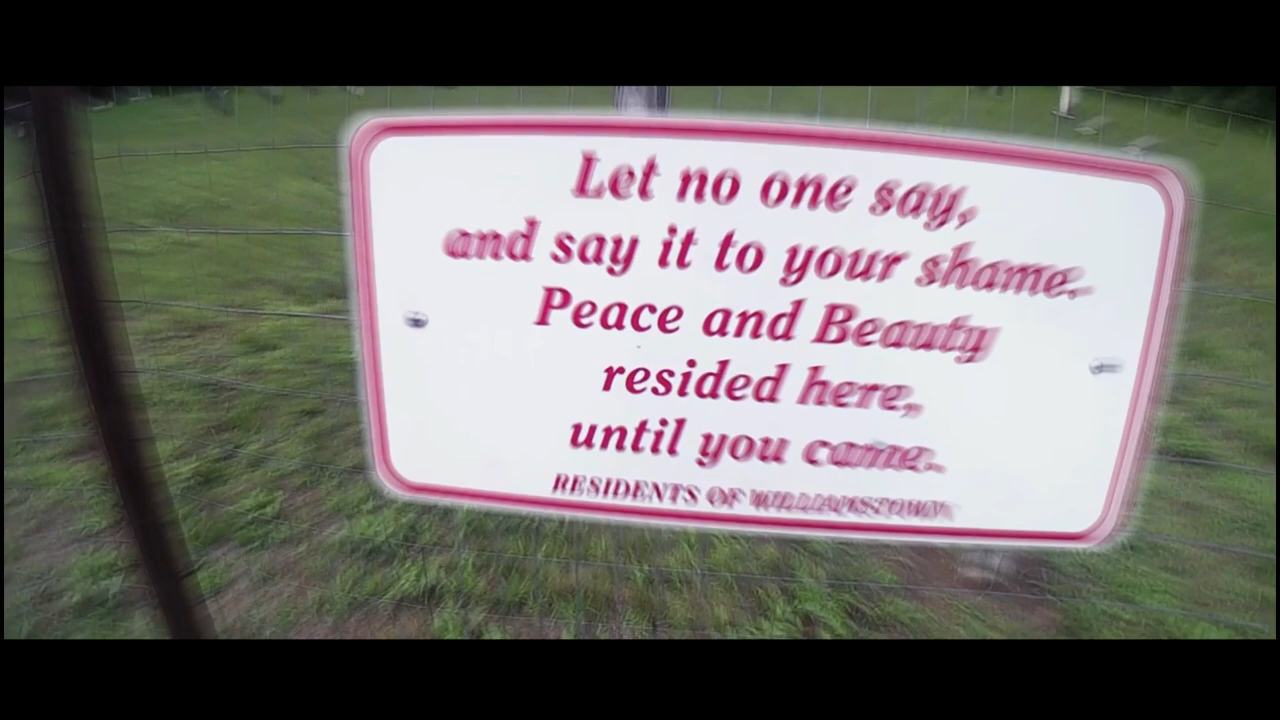 Let no one say,
and say it to your shame.
Peace and Beauty
resided here,
until you came.
RESIDENTS OF WILLIAMSTOWN